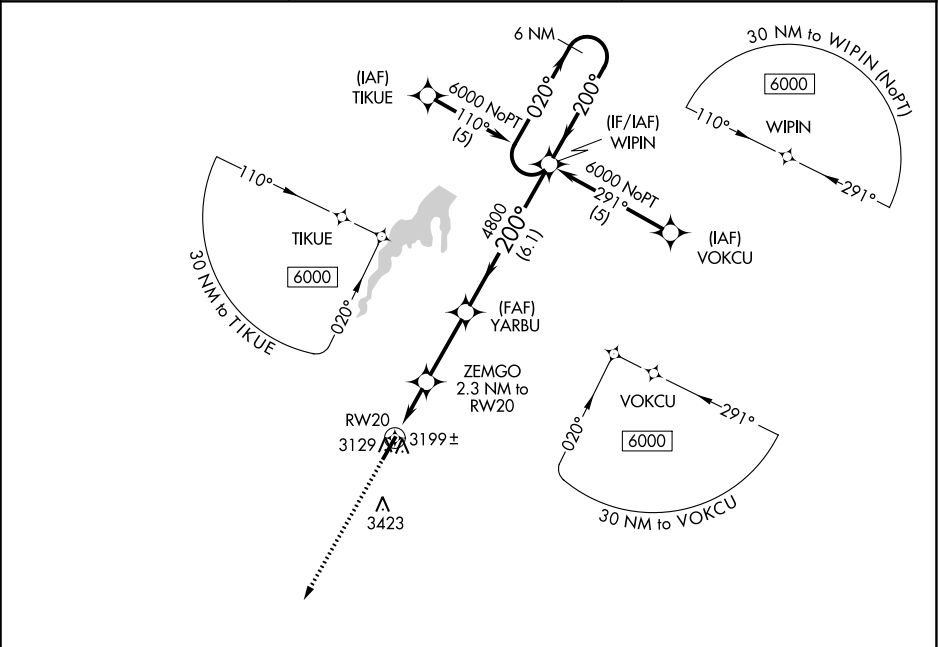 6 NM
020°
200°
(IAF)
TIKUE
6000 NoPT
110°
(5)
(IF/IAF)
WIPIN
6000 NoPT
291°
(5)
(IAF)
VOKCU
30 NM to WIPIN (NoPT)
6000
110°
WIPIN
291°
110°
TIKUE
6000
020°
30 NM to TIKUE
4800
200°
(6.1)
(FAF)
YARBU
ZEMGO
2.3 NM to
RW20
RW20
3129
3199±
3423
VOKCU
291°
020°
6000
30 NM to VOKCU